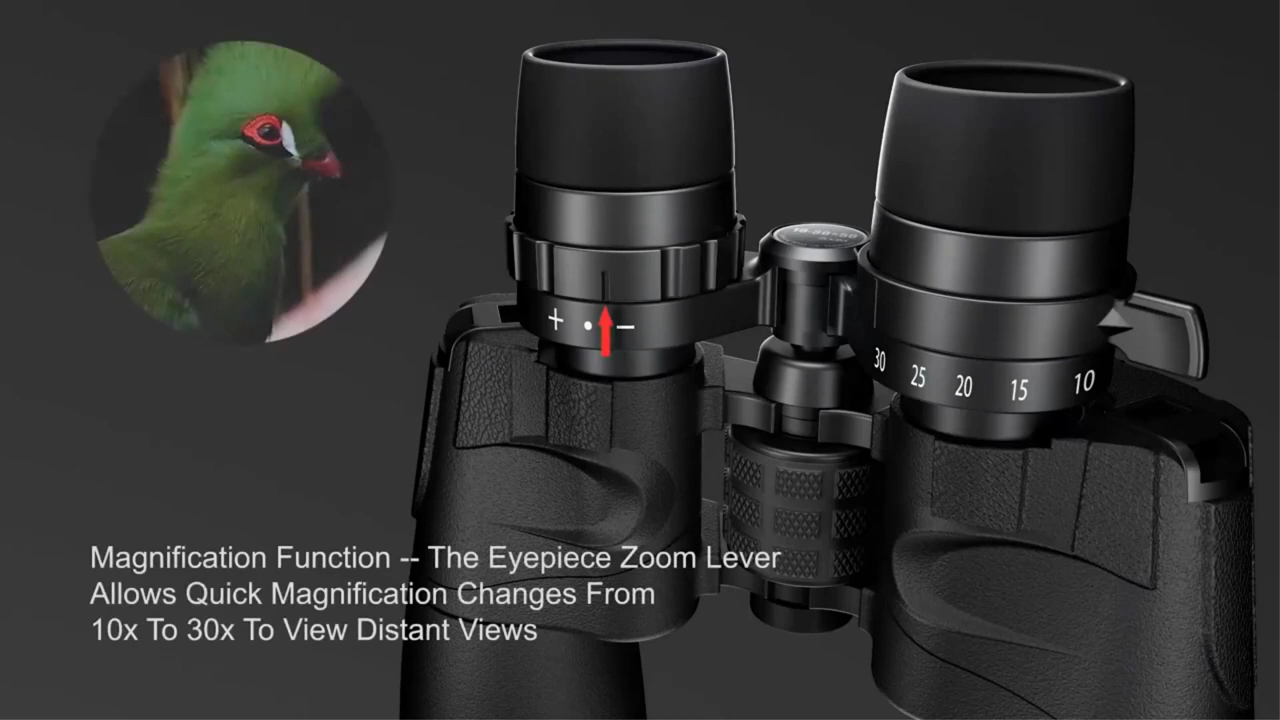 + • −
30 25 20 15 10
Magnification Function -- The Eyepiece Zoom Lever
Allows Quick Magnification Changes From
10x To 30x To View Distant Views